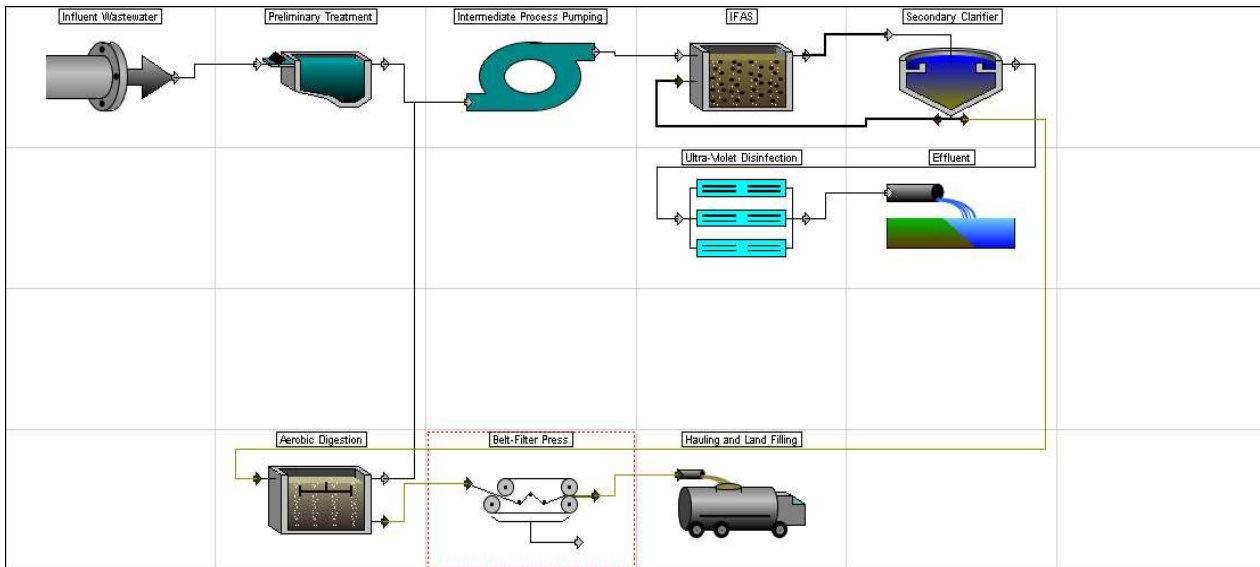 Influent Wastewater
Preliminary Treatment
Intermediate Process Pumping
IFAS
Secondary Clarifier
Ultra-Violet Disinfection
Effluent
Aerobic Digestion
Belt-Filter Press
Hauling and Land Filling